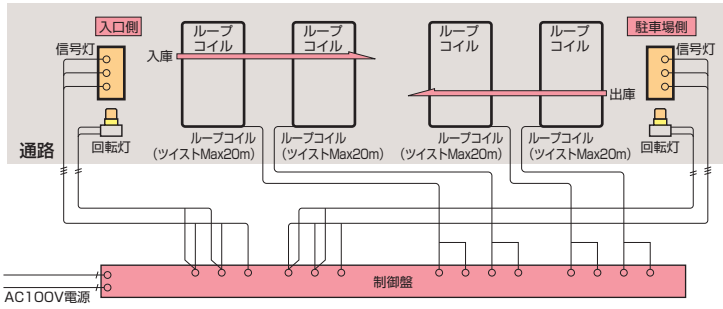 入口側
ループ
コイル
ループ
コイル
ループ
コイル
ループ
コイル
駐車場側
信号灯
入庫
信号灯
出庫
通路
回転灯
ループコイル
(ツイストMax20m)
ループコイル
(ツイストMax20m)
ループコイル
(ツイストMax20m)
ループコイル
(ツイストMax20m)
回転灯
制御盤
AC100V電源